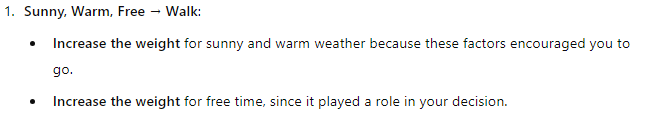 1. Sunny, Warm, Free → Walk:
• Increase the weight for sunny and warm weather because these factors encouraged you to
go.
• Increase the weight for free time, since it played a role in your decision.